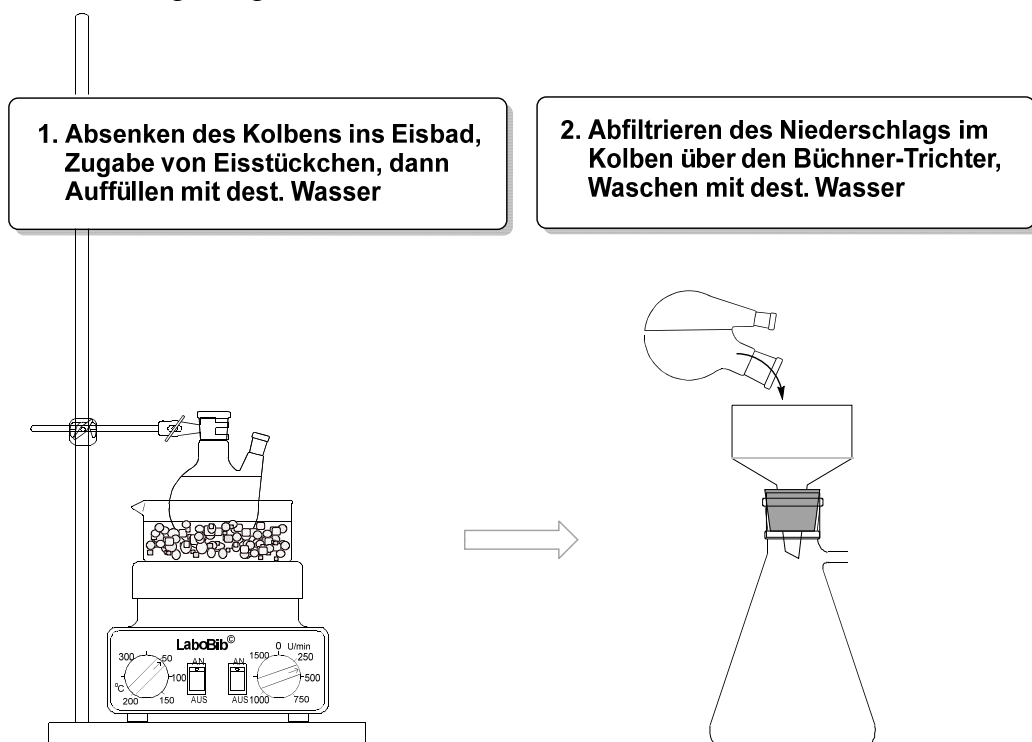 1. Absenken des Kolbens ins Eisbad,
Zugabe von Eisstückchen, dann
Auffüllen mit dest. Wasser
2. Abfiltrieren des Niederschlags im
Kolben über den Büchner-Trichter,
Waschen mit dest. Wasser
LaboBib©
300 50
100
°C
200 150
AN
AUS
AN
AUS
0 U/min
1500 250
500
1000 750